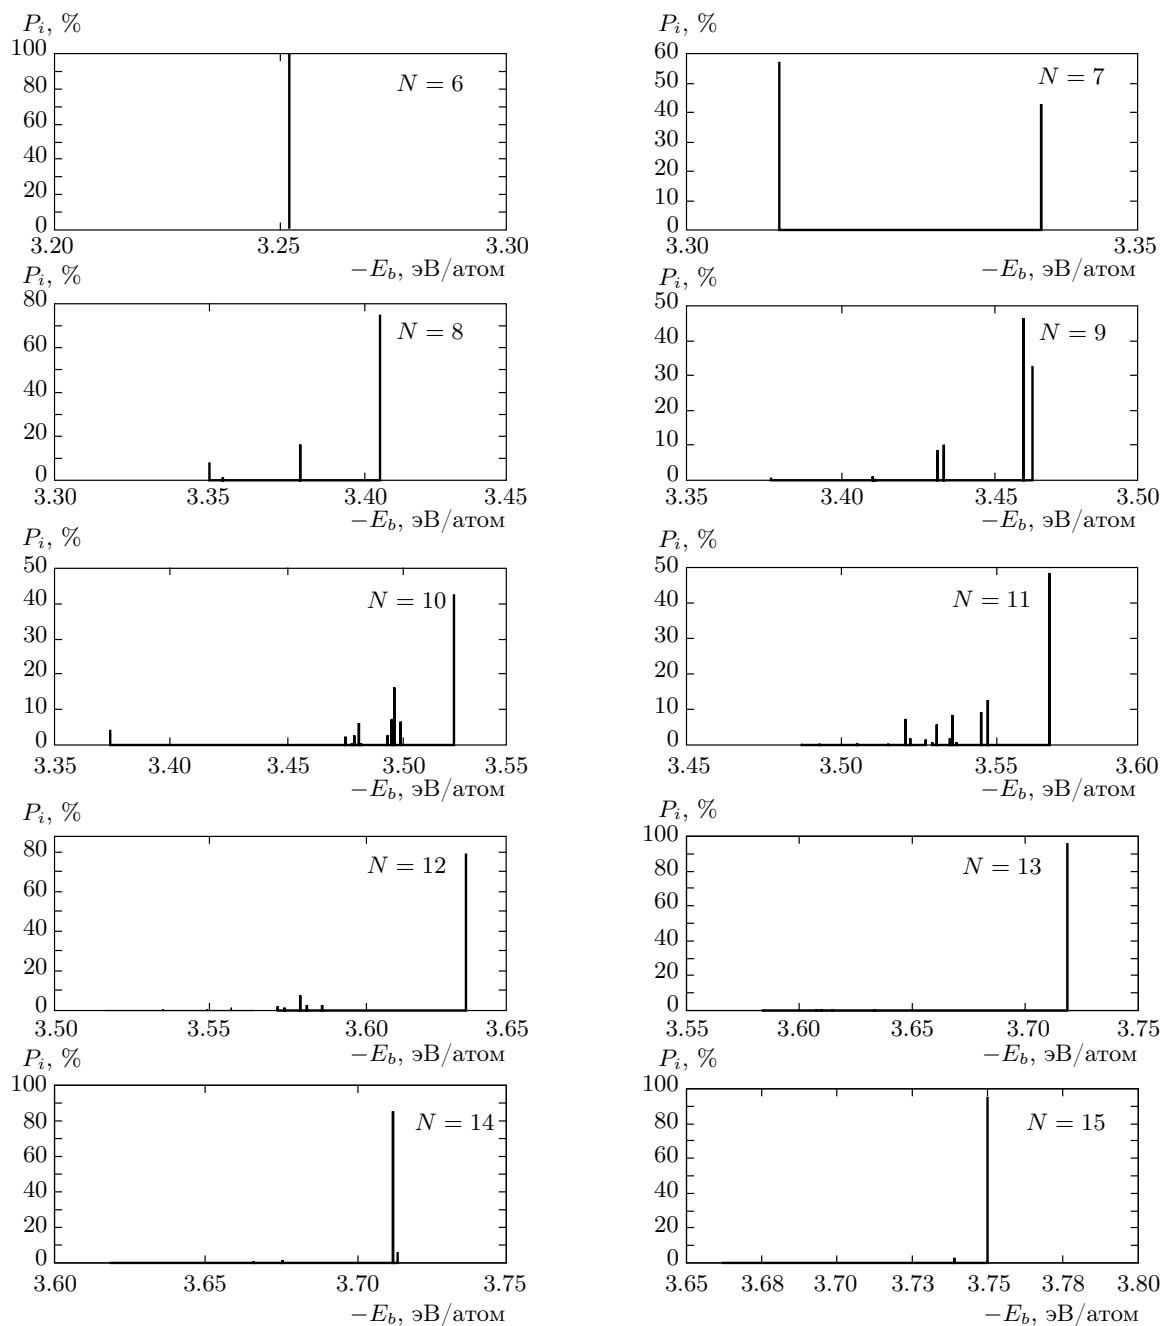 P_i, %
100
80
60
40
20
0
N = 6
3.20 3.25 3.30
−E_b, эВ/атом
P_i, %
60
50
40
30
20
10
0
N = 7
3.30 3.35
−E_b, эВ/атом
P_i, %
80
60
40
20
0
N = 8
3.30 3.35 3.40 3.45
−E_b, эВ/атом
P_i, %
50
40
30
20
10
0
N = 9
3.35 3.40 3.45 3.50
−E_b, эВ/атом
P_i, %
50
40
30
20
10
0
N = 10
3.35 3.40 3.45 3.50 3.55
−E_b, эВ/атом
P_i, %
50
40
30
20
10
0
N = 11
3.45 3.50 3.55 3.60
−E_b, эВ/атом
P_i, %
80
60
40
20
0
N = 12
3.50 3.55 3.60 3.65
−E_b, эВ/атом
P_i, %
100
80
60
40
20
0
N = 13
3.55 3.60 3.65 3.70 3.75
−E_b, эВ/атом
P_i, %
100
80
60
40
20
0
N = 14
3.60 3.65 3.70 3.75
−E_b, эВ/атом
P_i, %
100
80
60
40
20
0
N = 15
3.65 3.68 3.70 3.73 3.75 3.78 3.80
−E_b, эВ/атом